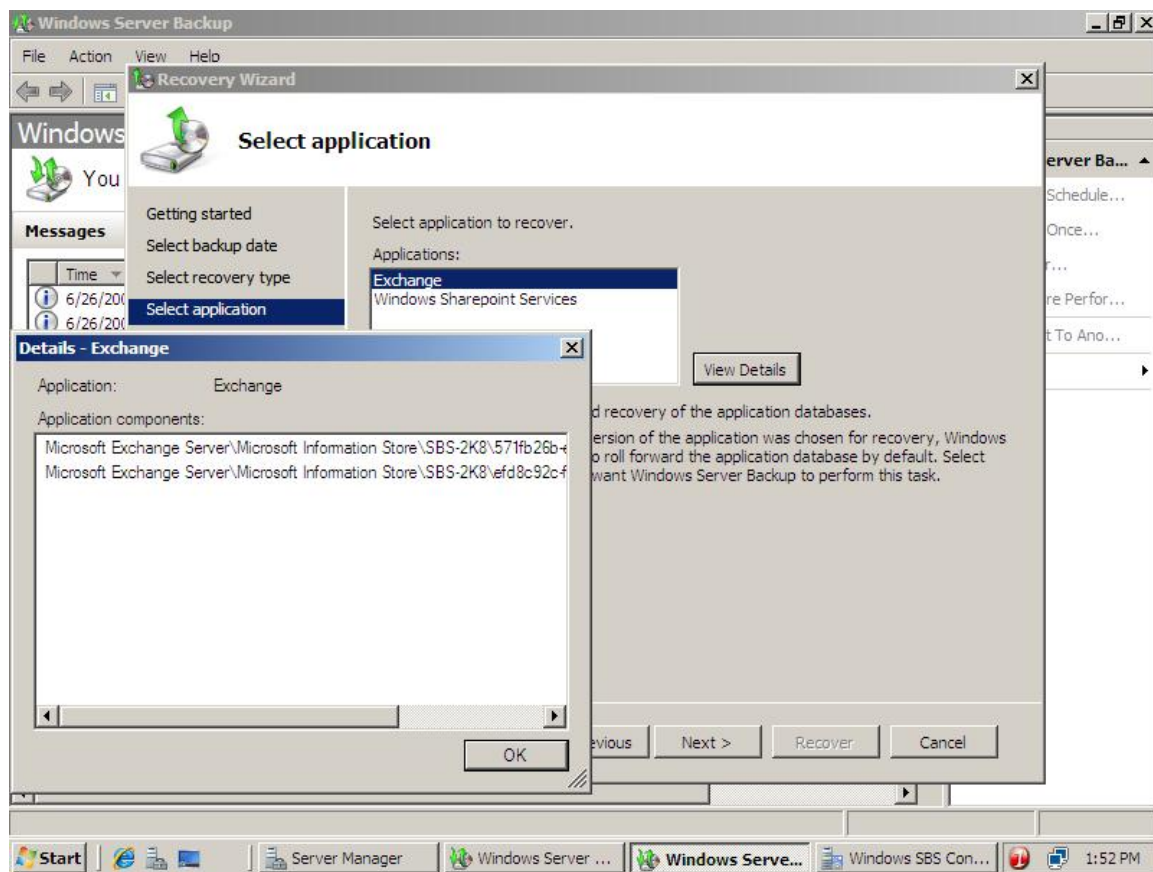 Windows Server Backup
File Action View Help
Recovery Wizard
Windows
Select application
You
erver Ba...
Getting started
Schedule...
Select application to recover.
Messages
Select backup date
Once...
Applications:
Time
Select recovery type
Exchange
r...
6/26/200
Select application
Windows Sharepoint Services
re Perfor...
6/26/200
t To Ano...
Details - Exchange
View Details
Application: Exchange
Application components:
d recovery of the application databases.
Microsoft Exchange Server\Microsoft Information Store\SBS-2K8\571fb26b-e
ersion of the application was chosen for recovery, Windows
Microsoft Exchange Server\Microsoft Information Store\SBS-2K8\efd8c92c-f
o roll forward the application database by default. Select
want Windows Server Backup to perform this task.
evious Next > Recover Cancel
OK
Start Server Manager Windows Server ... Windows Serve... Windows SBS Con... 1:52 PM